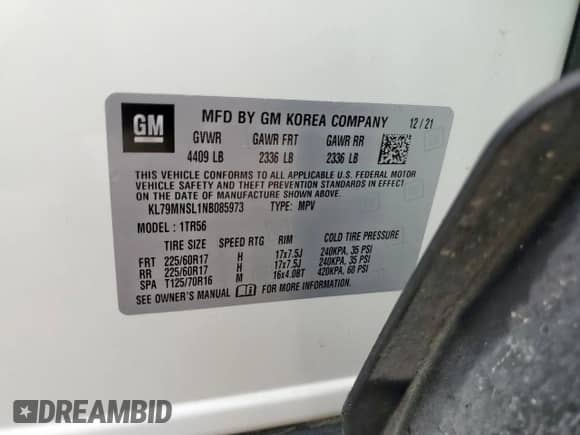 GM
MFD BY GM KOREA COMPANY 12/21
GVWR GAWR FRT GAWR RR
4409 LB 2336 LB 2336 LB
THIS VEHICLE CONFORMS TO ALL APPLICABLE U.S. FEDERAL MOTOR
VEHICLE SAFETY AND THEFT PREVENTION STANDARDS IN EFFECT
ON THE DATE OF MANUFACTURE SHOWN ABOVE.
KL79MNSL1NB085973 TYPE: MPV
MODEL: 1TR56
TIRE SIZE SPEED RTG RIM COLD TIRE PRESSURE
FRT 225/60R17 H 17x7.5J 240KPA, 35 PSI
RR 225/60R17 H 17x7.5J 240KPA, 35 PSI
SPA T125/70R16 M 16x4.0BT 420KPA, 60 PSI
SEE OWNER'S MANUAL FOR MORE INFORMATION.
DREAMBID